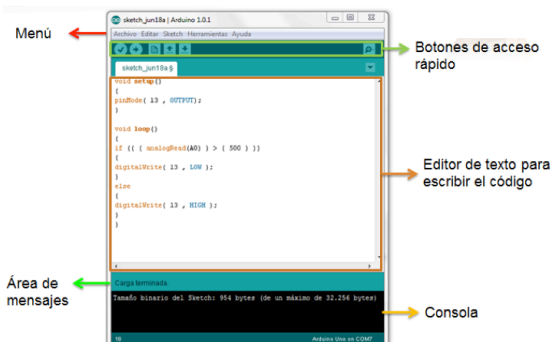 sketch_jun18a | Arduino 1.0.1
Menú
Archivo Editar Sketch Herramientas Ayuda
Botones de acceso
rápido
sketch_jun18a §
void setup()
{
pinMode( 13 , OUTPUT);
}
void loop()
{
if (( ( analogRead(A0) ) > ( 500 ) ))
{
digitalWrite( 13 , LOW );
}
else
{
digitalWrite( 13 , HIGH );
}
}
Editor de texto para
escribir el código
Área de
mensajes
Carga terminada.
Tamaño binario del Sketch: 954 bytes (de un máximo de 32.256 bytes)
Consola
18
Arduino Uno en COM7